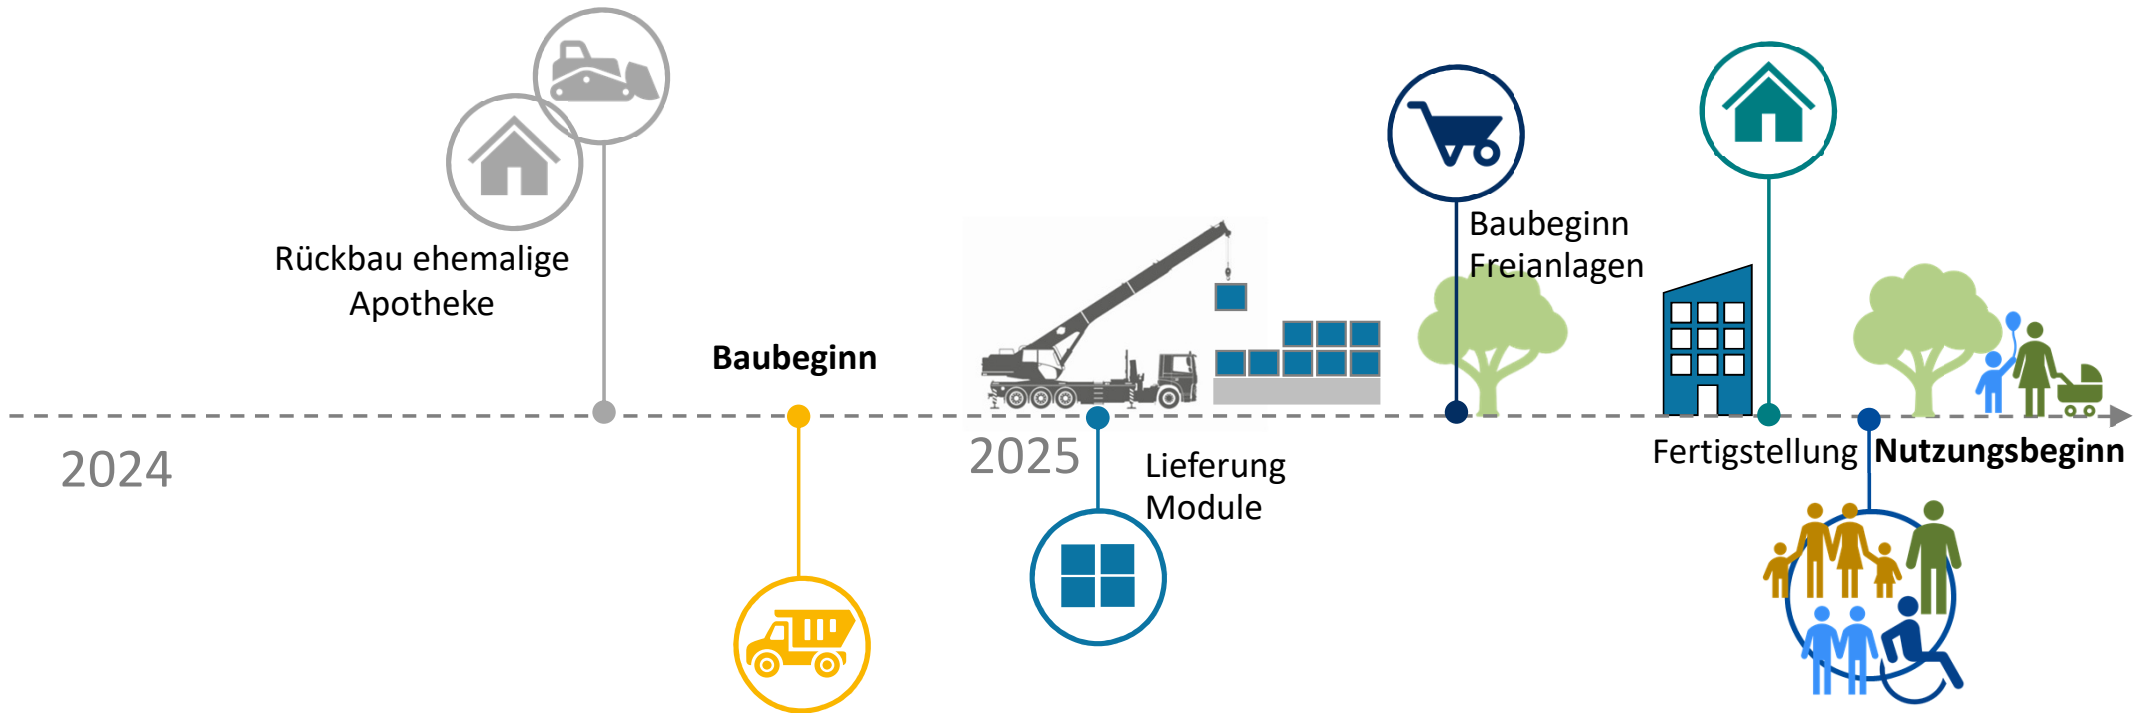 Rückbau ehemalige
Apotheke
Baubeginn
Baubeginn
Freianlagen
2024
2025
Lieferung
Module
Fertigstellung
Nutzungsbeginn